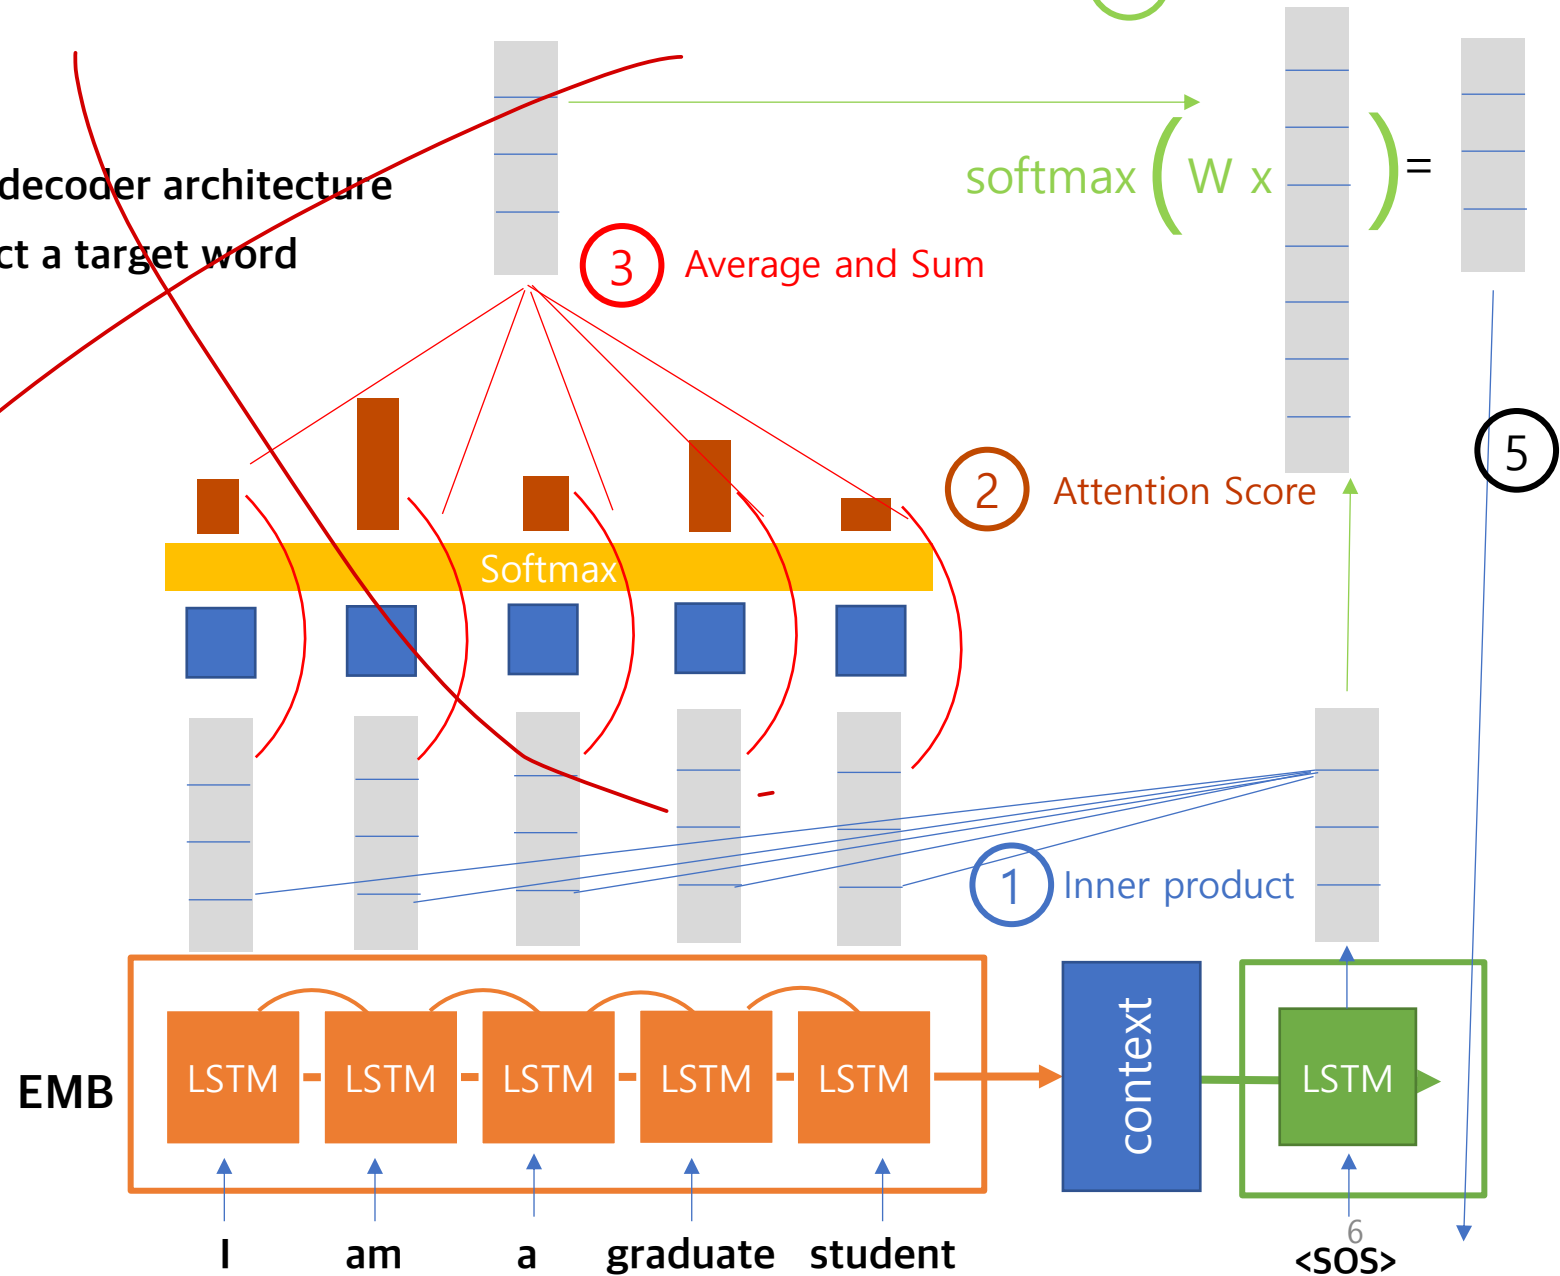 decoder architecture
ct a target word
softmax ( W x ) =
3 Average and Sum
2 Attention Score
5
Softmax
1 Inner product
EMB
LSTM LSTM LSTM LSTM LSTM
context
LSTM
I am a graduate student
6
<SOS>